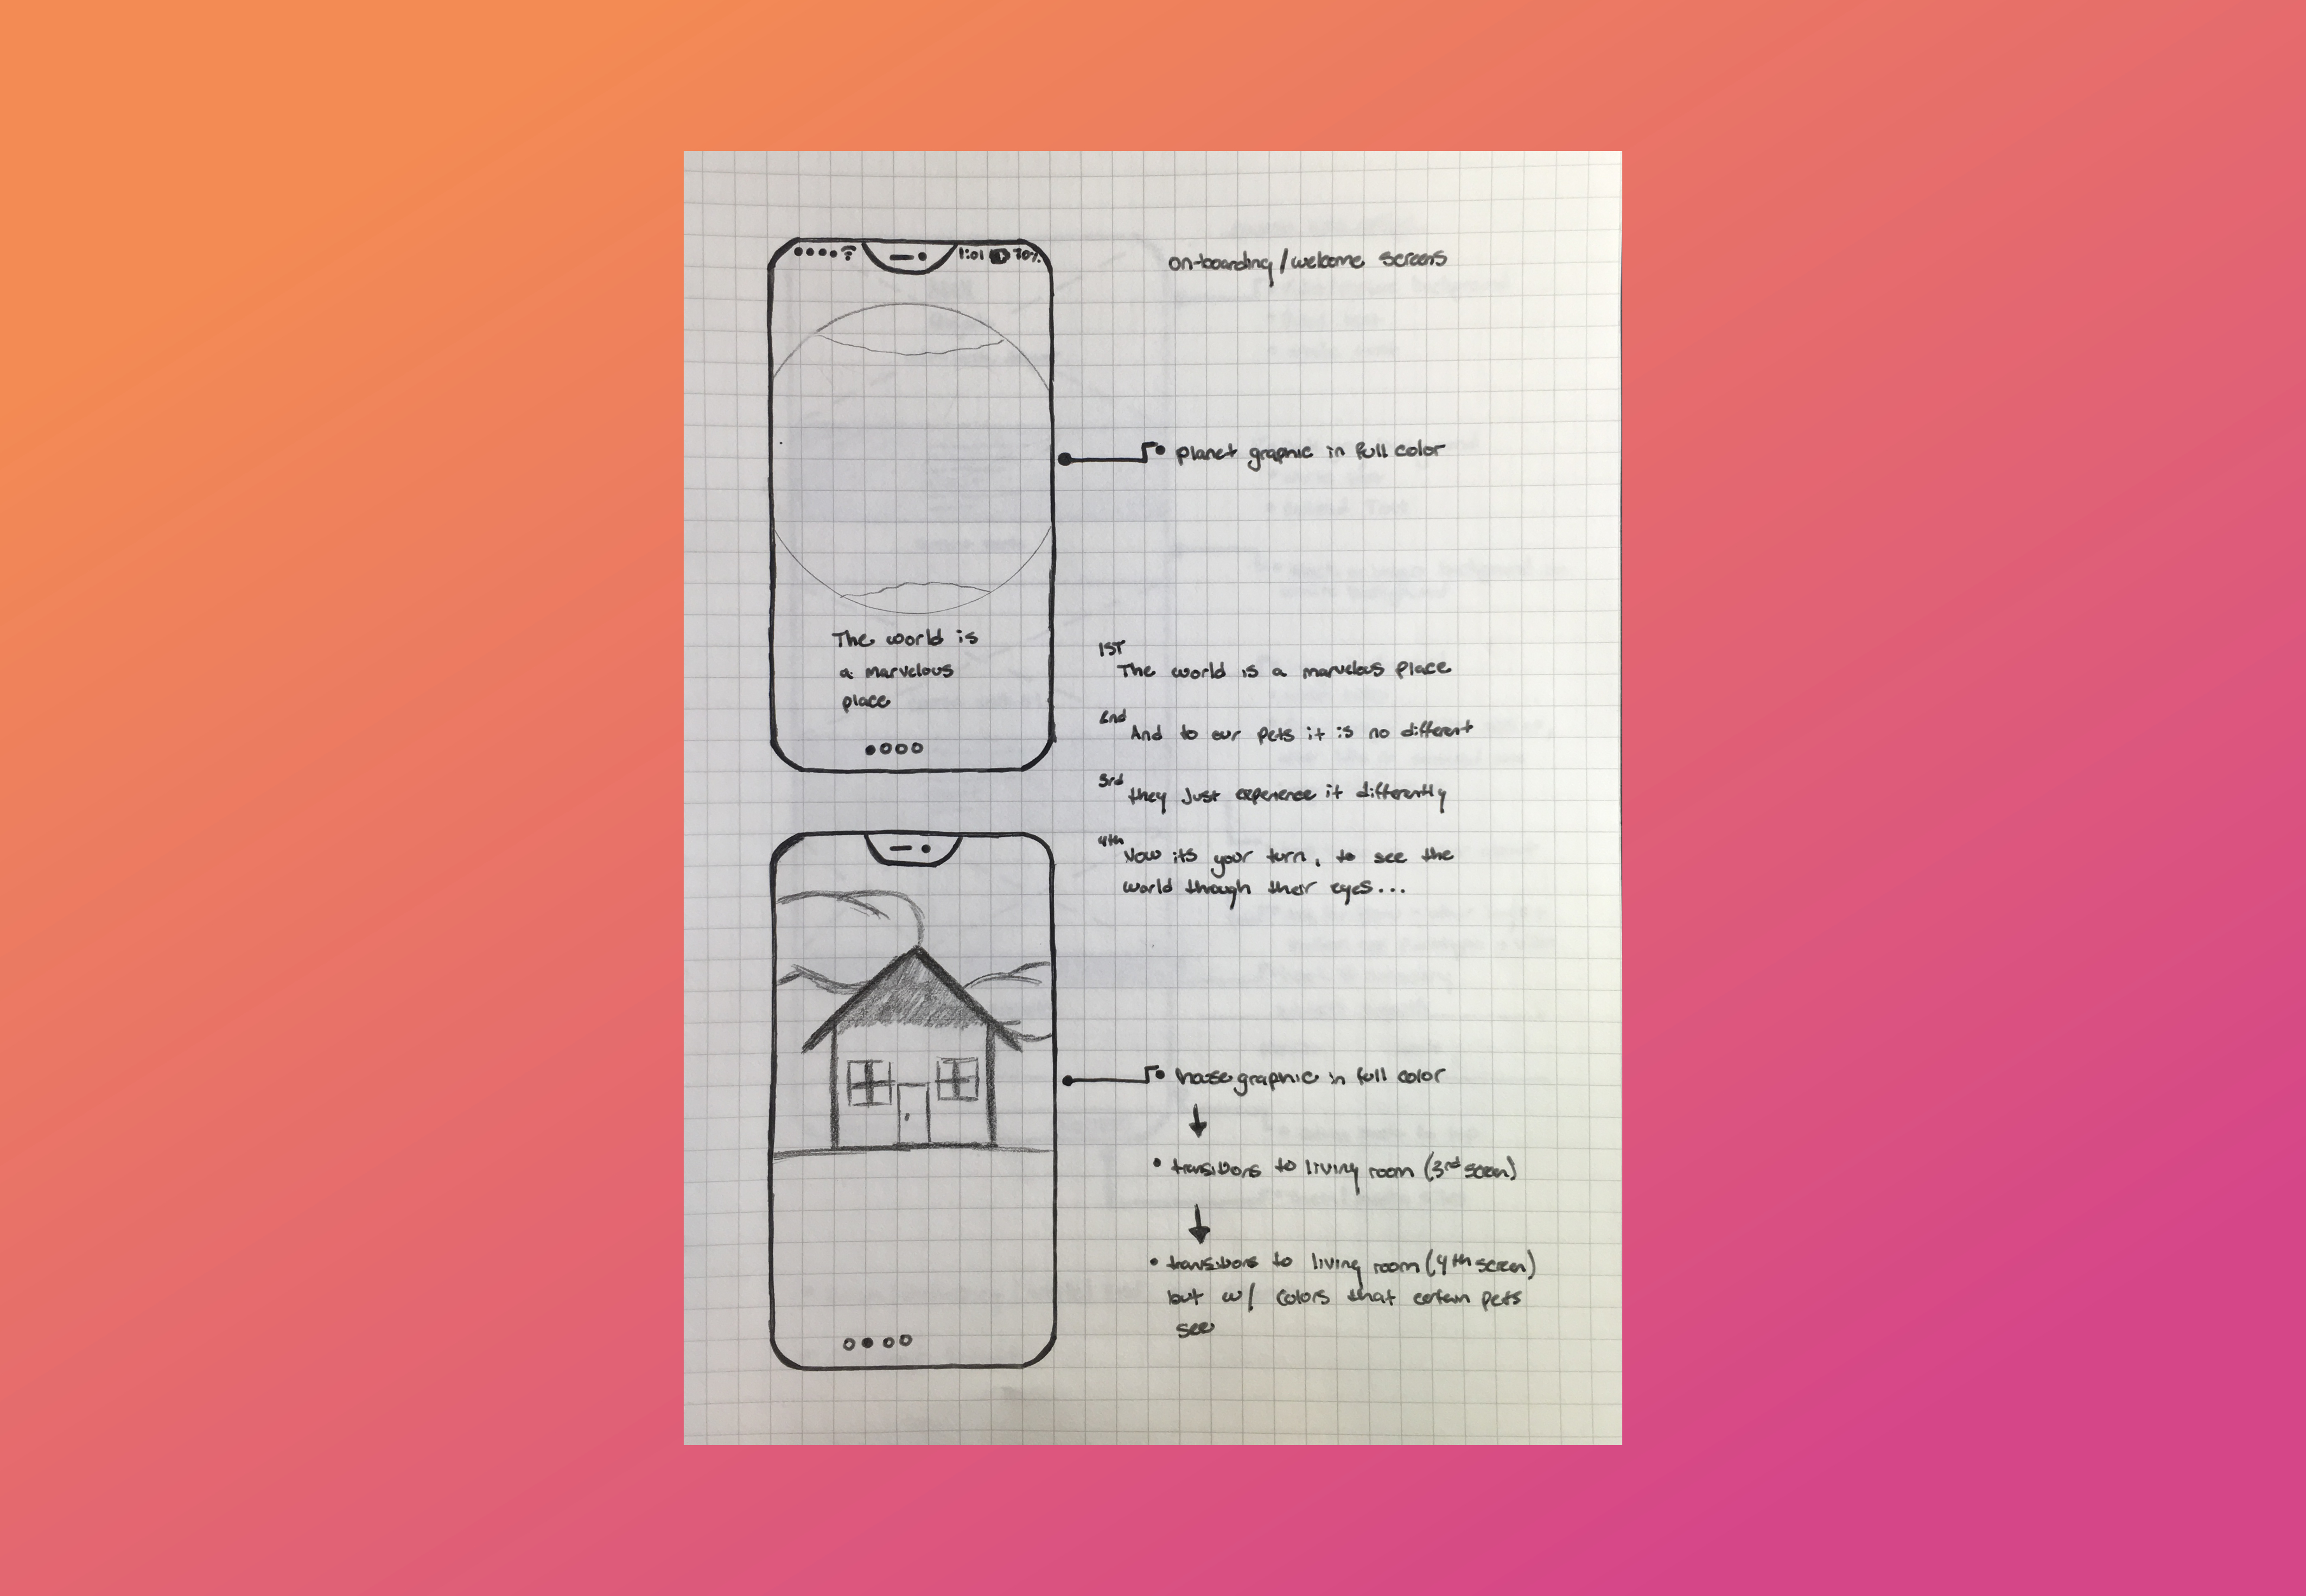 1:01 70%
on-boarding/welcome screens
planet graphic in full color
The world is
a marvelous
place
1ST
The world is a marvelous place
2nd
And to our pets it is no different
3rd
they just experience it differently
4th
Now its your turn, to see the
world through their eyes...
house graphic in full color
• transitions to living room (3rd screen)
• transitions to living room (4th screen)
but w/ colors that certain pets
see